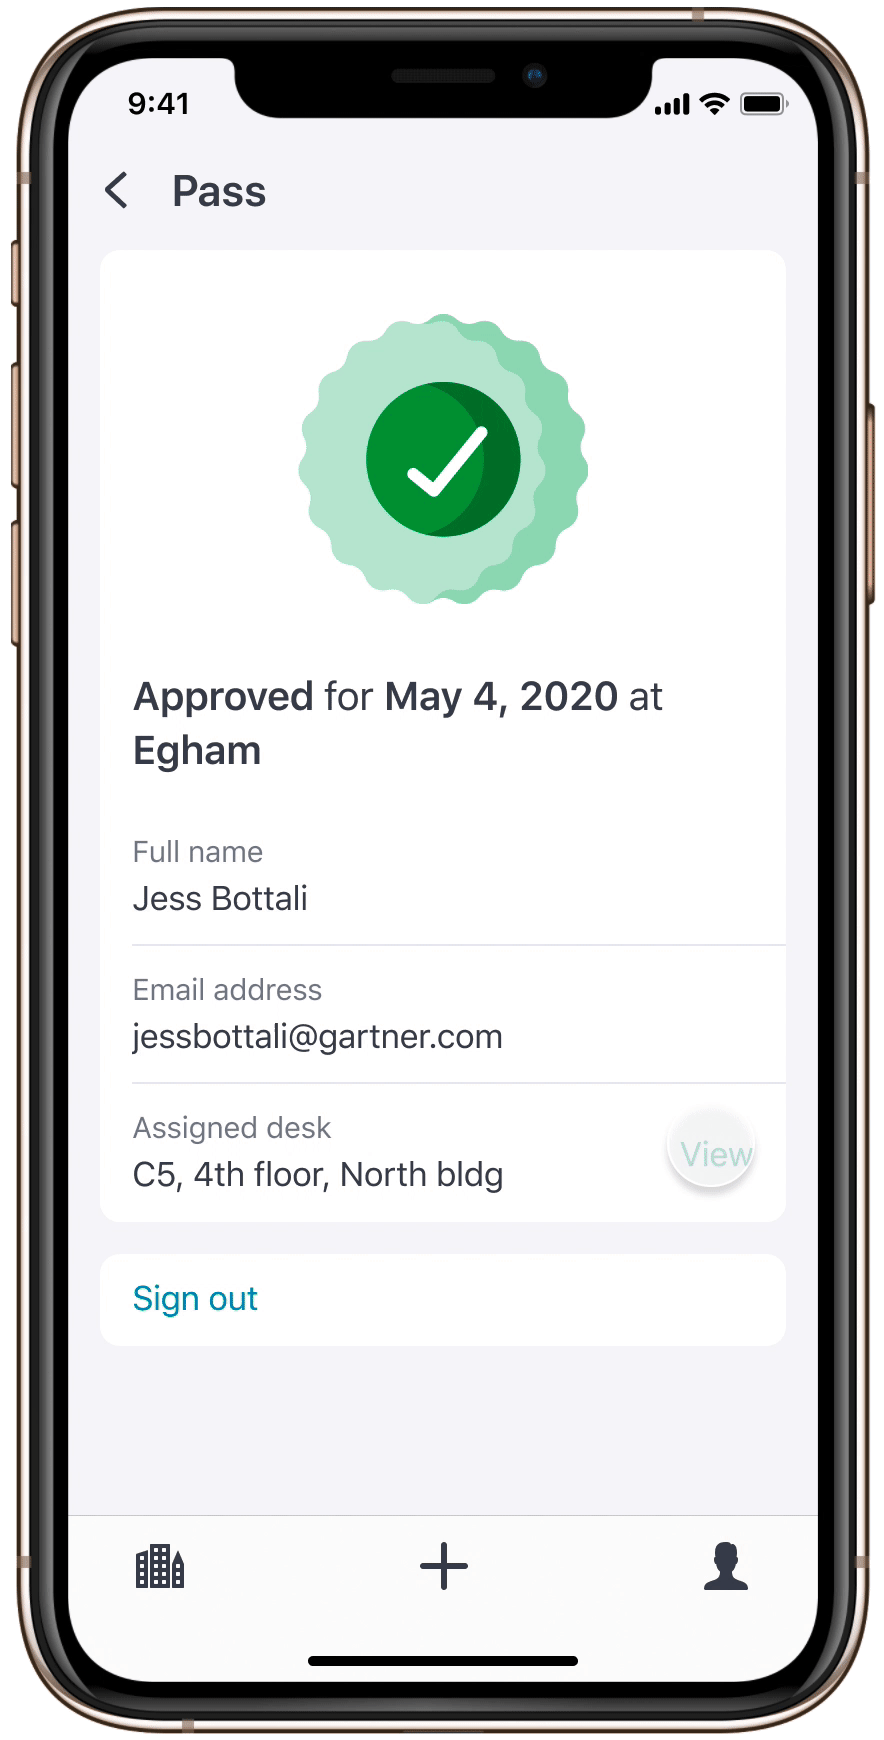 9:41
Pass
Approved for May 4, 2020 at
Egham
Full name
Jess Bottali
Email address
jessbottali@gartner.com
Assigned desk
View
C5, 4th floor, North bldg
Sign out